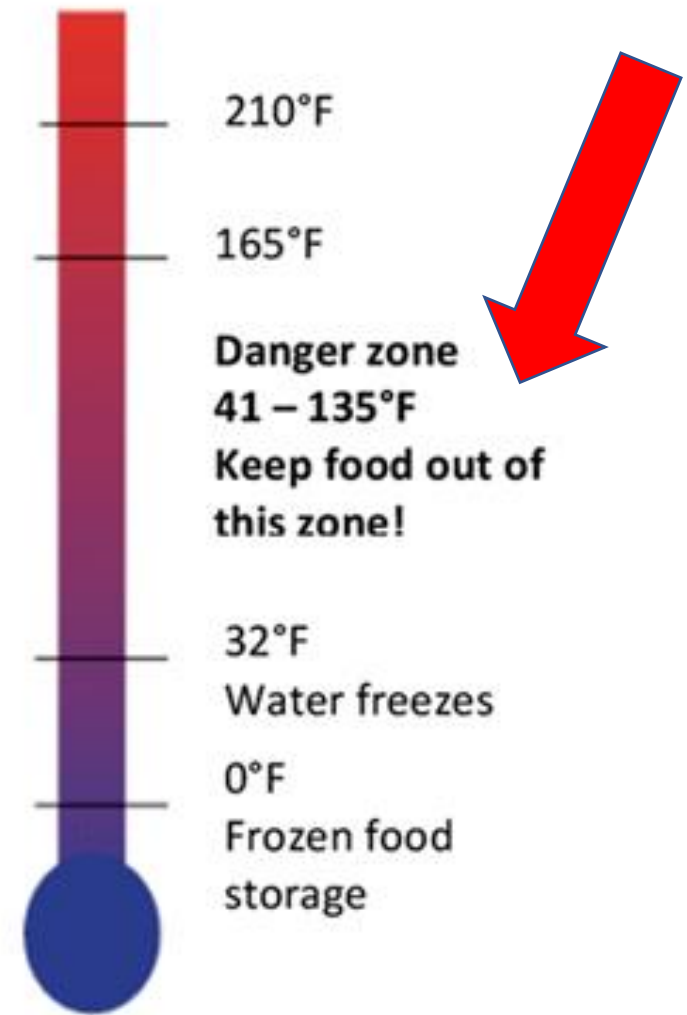 210°F
165°F
Danger zone
41 – 135°F
Keep food out of
this zone!
32°F
Water freezes
0°F
Frozen food
storage